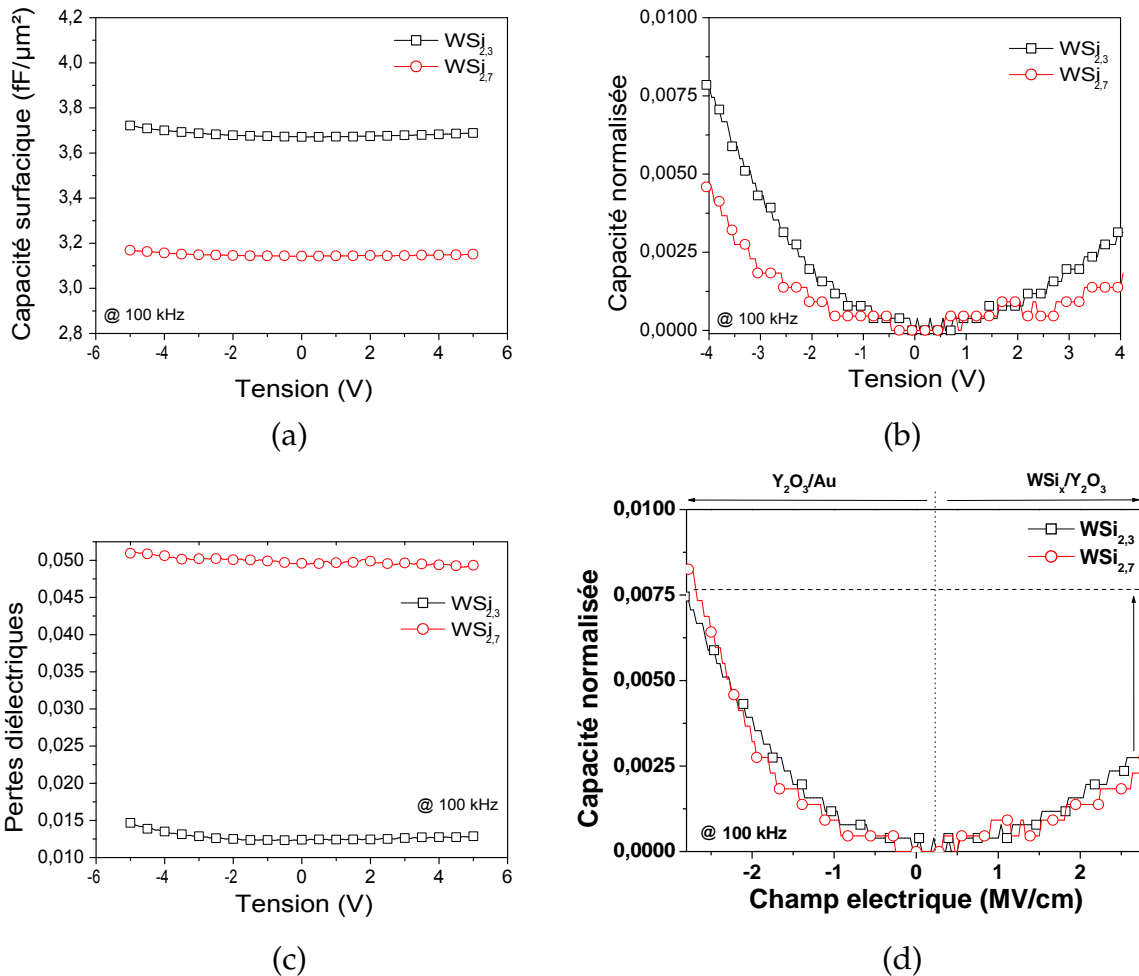 4,2
4,0
3,8
3,6
3,4
3,2
3,0
2,8
Capacité surfacique (fF/µm²)
WSi2,3
WSi2,7
@ 100 kHz
-6 -4 -2 0 2 4 6
Tension (V)
(a)
0,0100
0,0075
0,0050
0,0025
0,0000
Capacité normalisée
WSi2,3
WSi2,7
@ 100 kHz
-4 -3 -2 -1 0 1 2 3 4
Tension (V)
(b)
0,050
0,045
0,040
0,035
0,030
0,025
0,020
0,015
0,010
Pertes diélectriques
WSi2,3
WSi2,7
@ 100 kHz
-6 -4 -2 0 2 4 6
Tension (V)
(c)
Y2O3/Au WSix/Y2O3
0,0100
0,0075
0,0050
0,0025
0,0000
Capacité normalisée
WSi2,3
WSi2,7
@ 100 kHz
-2 -1 0 1 2
Champ electrique (MV/cm)
(d)